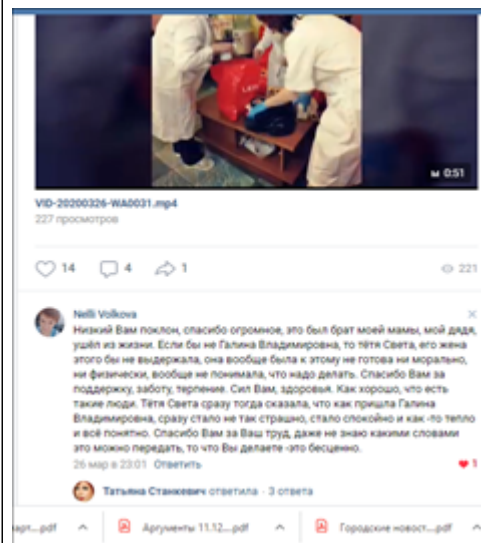 0:51
VID-20200326-WA0031.mp4
227 просмотров
14 4 1 221
Nelli Volkova
Низкий Вам поклон, спасибо огромное, это был брат моей мамы, мой дядя,
ушёл из жизни. Если бы не Галина Владимировна, то тётя Света, его жена
этого бы не выдержала, она вообще была к этому не готова ни морально,
ни физически, вообще не понимала, что надо делать. Спасибо Вам за
поддержку, заботу, терпение. Сил Вам, здоровья. Как хорошо, что есть
такие люди. Тётя Света сразу тогда сказала, что как пришла Галина
Владимировна, сразу стало не так страшно, стало спокойно и как -то тепло
и всё понятно. Спасибо Вам за Ваш труд, даже не знаю какими словами
это можно передать, то что Вы делаете -это бесценно.
26 мар в 23:01 Ответить 1
Татьяна Станкевич ответила · 3 ответа
арт....pdf Аргументы 11.12....pdf Городские новост....pdf